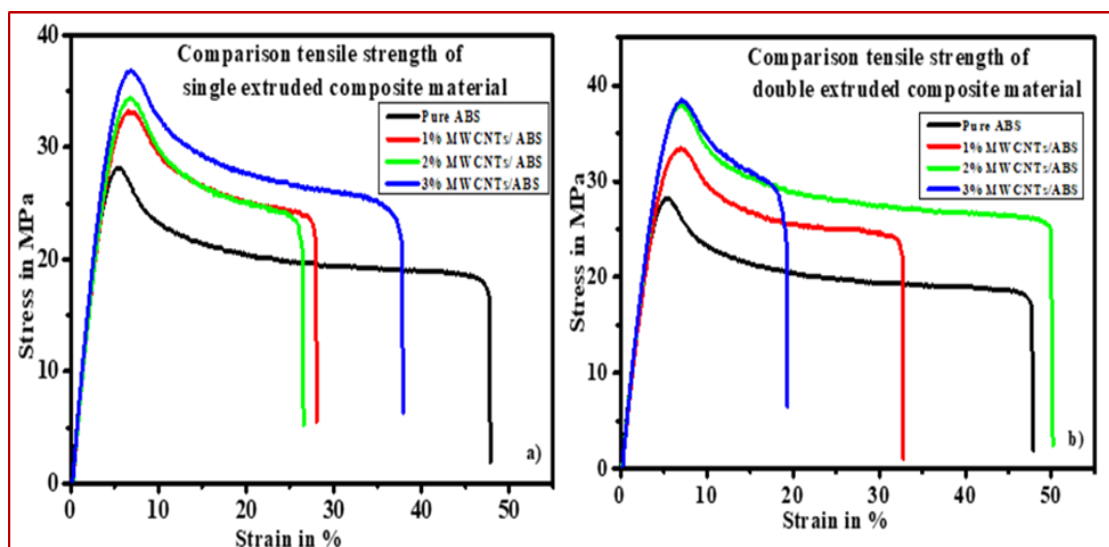 Comparison tensile strength of
single extruded composite material
Pure ABS
1% MWCNTs/ ABS
2% MWCNTs/ ABS
3% MWCNTs/ABS
40
30
20
10
0
Stress in MPa
0 10 20 30 40 50
Strain in %
a)
Comparison tensile strength of
double extruded composite material
Pure ABS
1% MWCNTs/ ABS
2% MWCNTs/ ABS
3% MWCNTs/ABS
40
30
20
10
0
Stress in MPa
0 10 20 30 40 50
Strain in %
b)